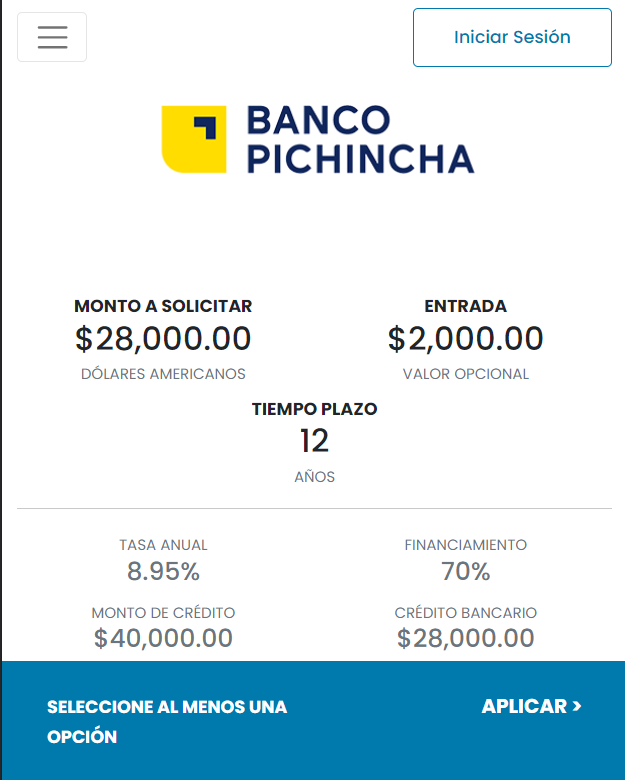 Iniciar Sesión
BANCO
PICHINCHA
MONTO A SOLICITAR
$28,000.00
DÓLARES AMERICANOS
ENTRADA
$2,000.00
VALOR OPCIONAL
TIEMPO PLAZO
12
AÑOS
TASA ANUAL
8.95%
FINANCIAMIENTO
70%
MONTO DE CRÉDITO
$40,000.00
CRÉDITO BANCARIO
$28,000.00
SELECCIONE AL MENOS UNA
OPCIÓN
APLICAR >